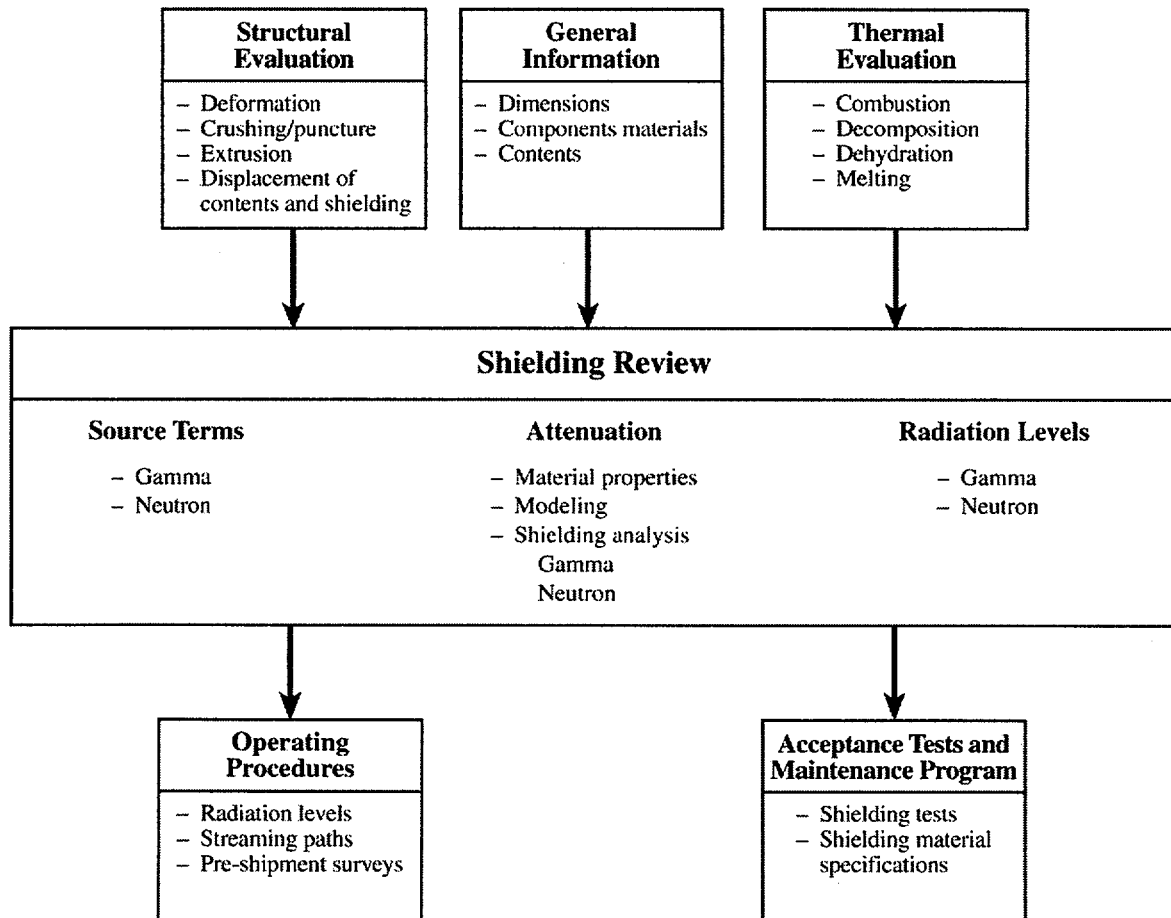 Structural
Evaluation
– Deformation
– Crushing/puncture
– Extrusion
– Displacement of
contents and shielding
General
Information
– Dimensions
– Components materials
– Contents
Thermal
Evaluation
– Combustion
– Decomposition
– Dehydration
– Melting
Shielding Review
Source Terms
– Gamma
– Neutron
Attenuation
– Material properties
– Modeling
– Shielding analysis
Gamma
Neutron
Radiation Levels
– Gamma
– Neutron
Operating
Procedures
– Radiation levels
– Streaming paths
– Pre-shipment surveys
Acceptance Tests and
Maintenance Program
– Shielding tests
– Shielding material
specifications